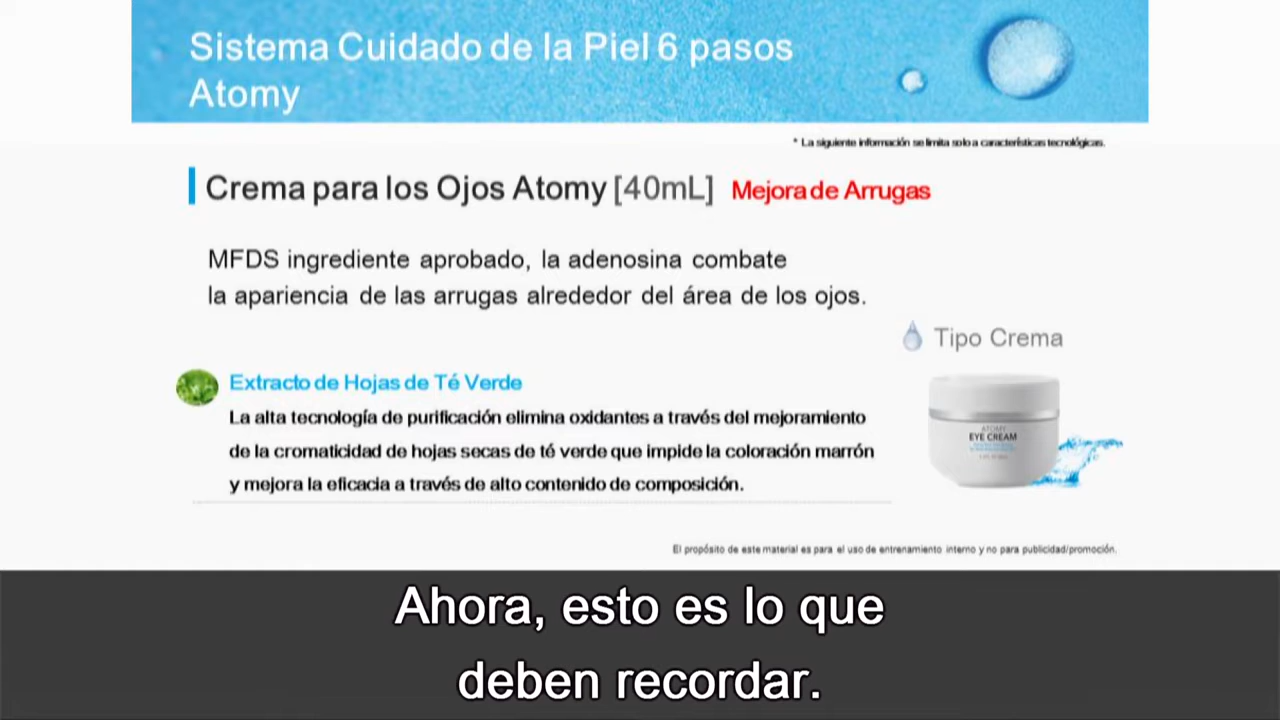 Sistema Cuidado de la Piel 6 pasos
Atomy
* La siguiente información se limita solo a características tecnológicas.
Crema para los Ojos Atomy [40mL] Mejora de Arrugas
MFDS ingrediente aprobado, la adenosina combate
la apariencia de las arrugas alrededor del área de los ojos.
Tipo Crema
Extracto de Hojas de Té Verde
La alta tecnología de purificación elimina oxidantes a través del mejoramiento
de la cromaticidad de hojas secas de té verde que impide la coloración marrón
y mejora la eficacia a través de alto contenido de composición.
ATOMY
EYE CREAM
El propósito de este material es para el uso de entrenamiento interno y no para publicidad/promoción.
Ahora, esto es lo que
deben recordar.